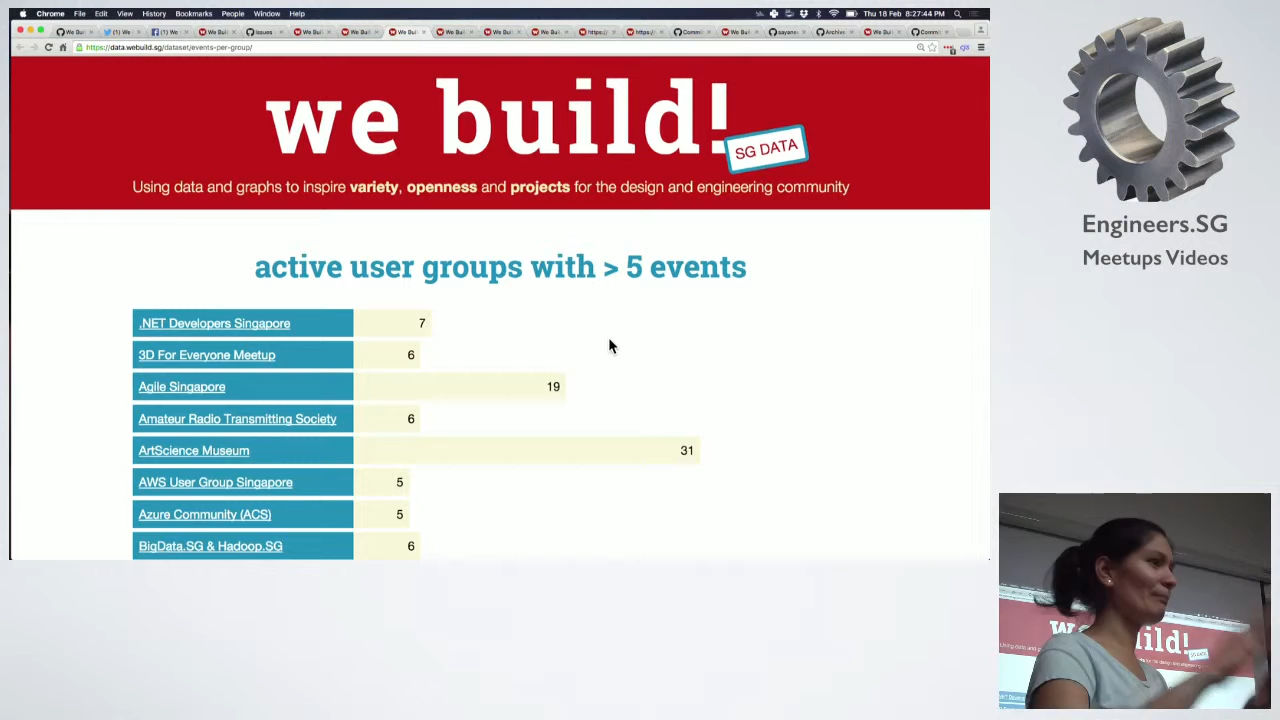 Chrome File Edit View History Bookmarks People Window Help
Thu 18 Feb 8:27:44 PM
https://data.webuild.sg/dataset/events-per-group/
we build!
SG DATA
Using data and graphs to inspire variety, openness and projects for the design and engineering community
active user groups with > 5 events
.NET Developers Singapore 7
3D For Everyone Meetup 6
Agile Singapore 19
Amateur Radio Transmitting Society 6
ArtScience Museum 31
AWS User Group Singapore 5
Azure Community (ACS) 5
BigData.SG & Hadoop.SG 6
Engineers.SG
Meetups Videos